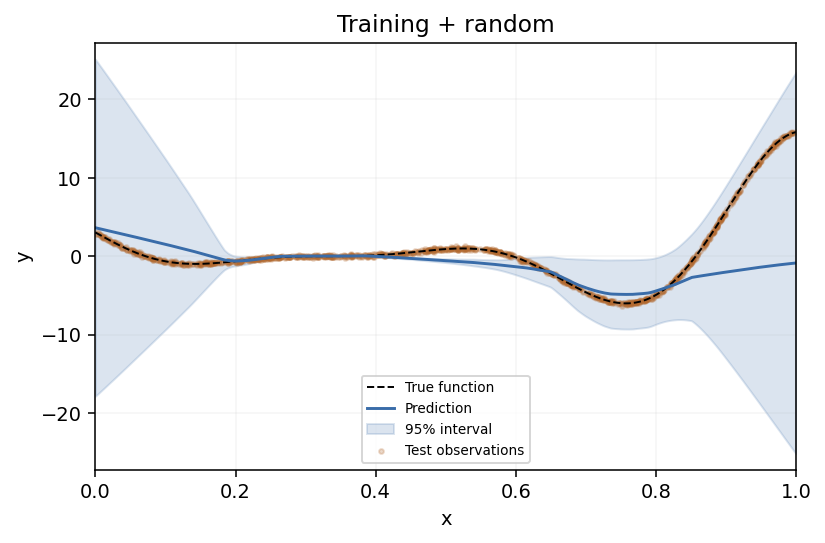 Training + random
20
10
0
−10
−20
y
True function
Prediction
95% interval
Test observations
0.0 0.2 0.4 0.6 0.8 1.0
x